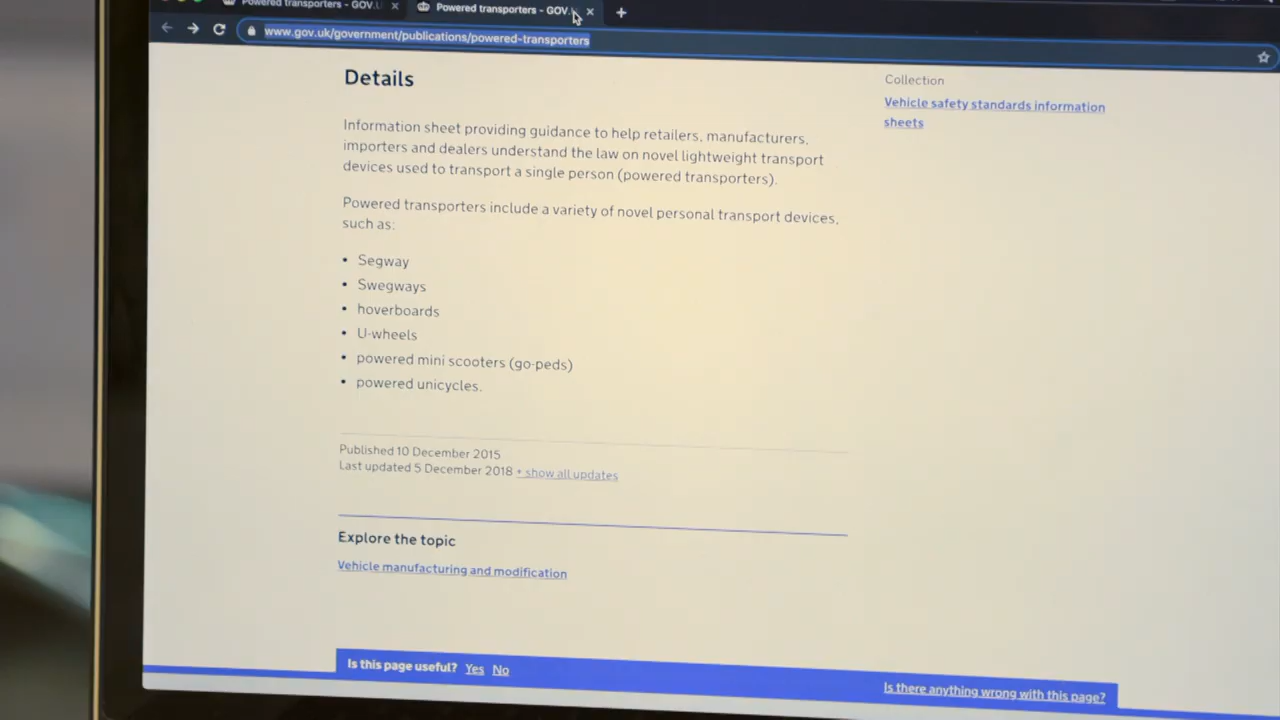 Powered transporters - GOV.U
Powered transporters - GOV.
www.gov.uk/government/publications/powered-transporters
Details
Information sheet providing guidance to help retailers, manufacturers,
importers and dealers understand the law on novel lightweight transport
devices used to transport a single person (powered transporters).
Powered transporters include a variety of novel personal transport devices,
such as:
• Segway
• Swegways
• hoverboards
• U-wheels
• powered mini scooters (go-peds)
• powered unicycles.
Published 10 December 2015
Last updated 5 December 2018 + show all updates
Explore the topic
Vehicle manufacturing and modification
Collection
Vehicle safety standards information
sheets
Is this page useful? Yes No
Is there anything wrong with this page?